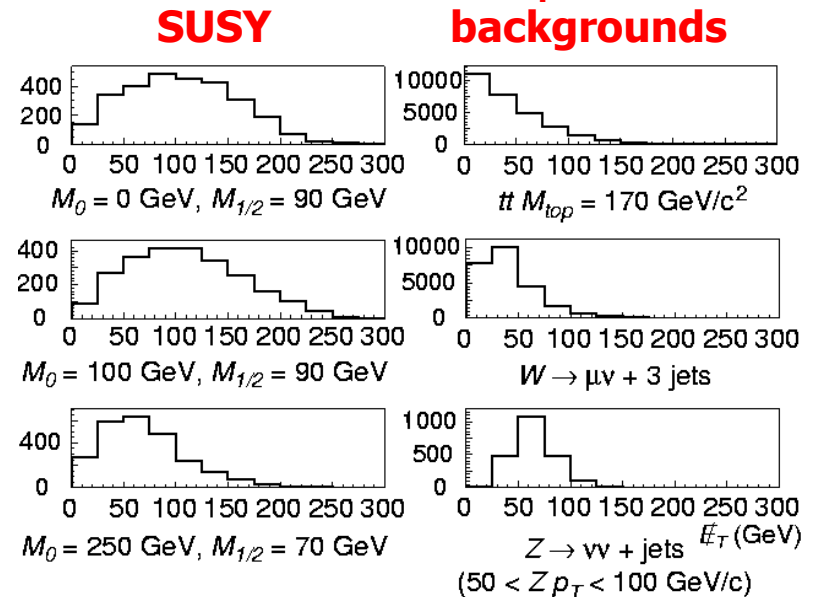 SUSY
backgrounds
400
200
0
0 50 100 150 200 250 300
M₀ = 0 GeV, M₁/₂ = 90 GeV
10000
5000
0
0 50 100 150 200 250 300
tt M_top = 170 GeV/c²
400
200
0
0 50 100 150 200 250 300
M₀ = 100 GeV, M₁/₂ = 90 GeV
10000
5000
0
0 50 100 150 200 250 300
W → μν + 3 jets
400
0
0 50 100 150 200 250 300
M₀ = 250 GeV, M₁/₂ = 70 GeV
1000
500
0
0 50 100 150 200 250 300
E̸_T (GeV)
Z → νν + jets
(50 < Z p_T < 100 GeV/c)